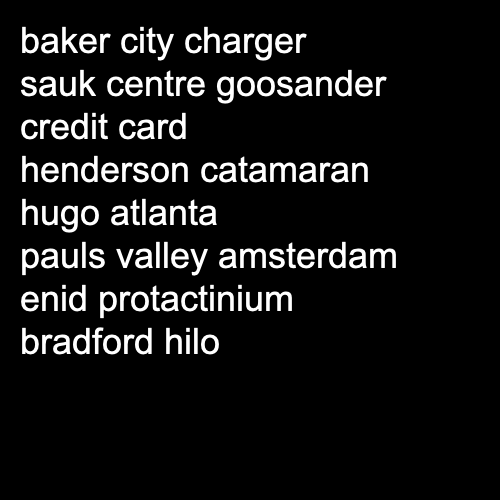 baker city charger
sauk centre goosander
credit card
henderson catamaran
hugo atlanta
pauls valley amsterdam
enid protactinium
bradford hilo